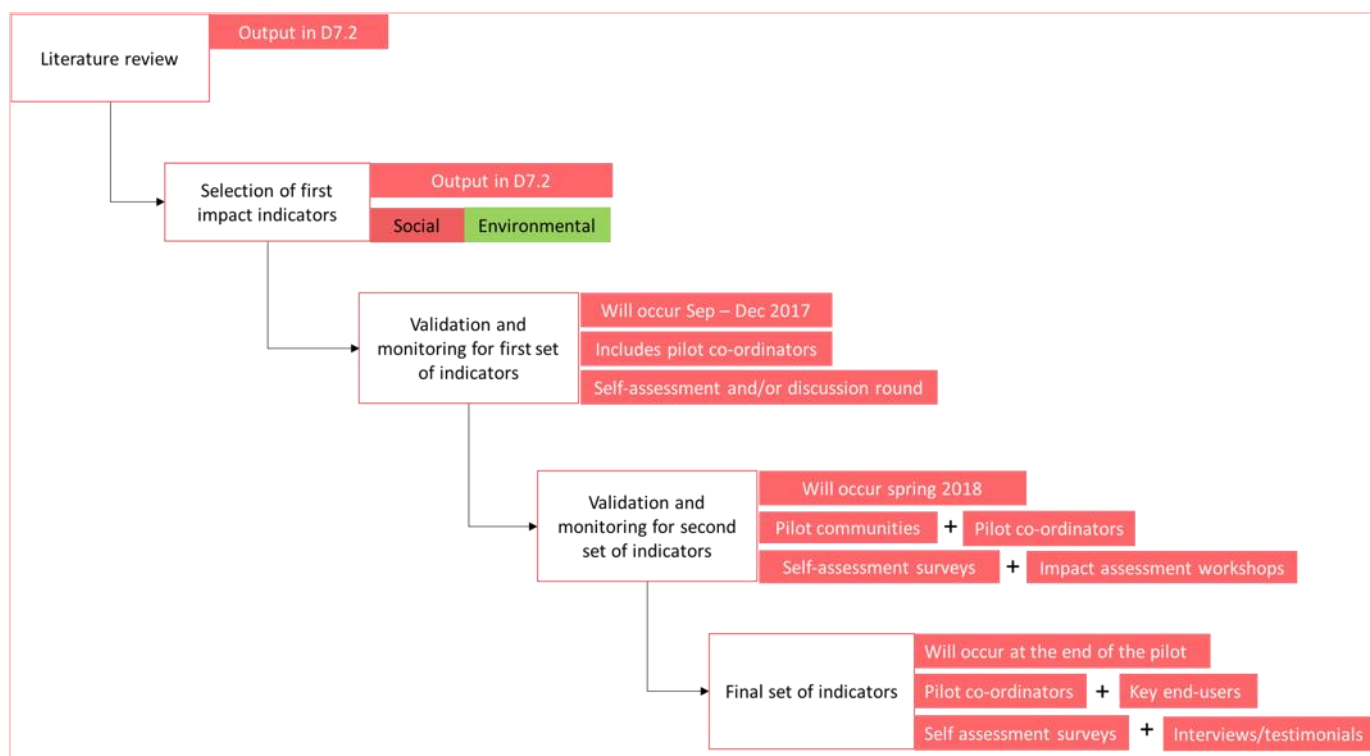 Literature review
Output in D7.2
Selection of first
impact indicators
Output in D7.2
Social
Environmental
Validation and
monitoring for first set
of indicators
Will occur Sep – Dec 2017
Includes pilot co-ordinators
Self-assessment and/or discussion round
Validation and
monitoring for second
set of indicators
Will occur spring 2018
Pilot communities + Pilot co-ordinators
Self-assessment surveys + Impact assessment workshops
Final set of indicators
Will occur at the end of the pilot
Pilot co-ordinators + Key end-users
Self assessment surveys + Interviews/testimonials